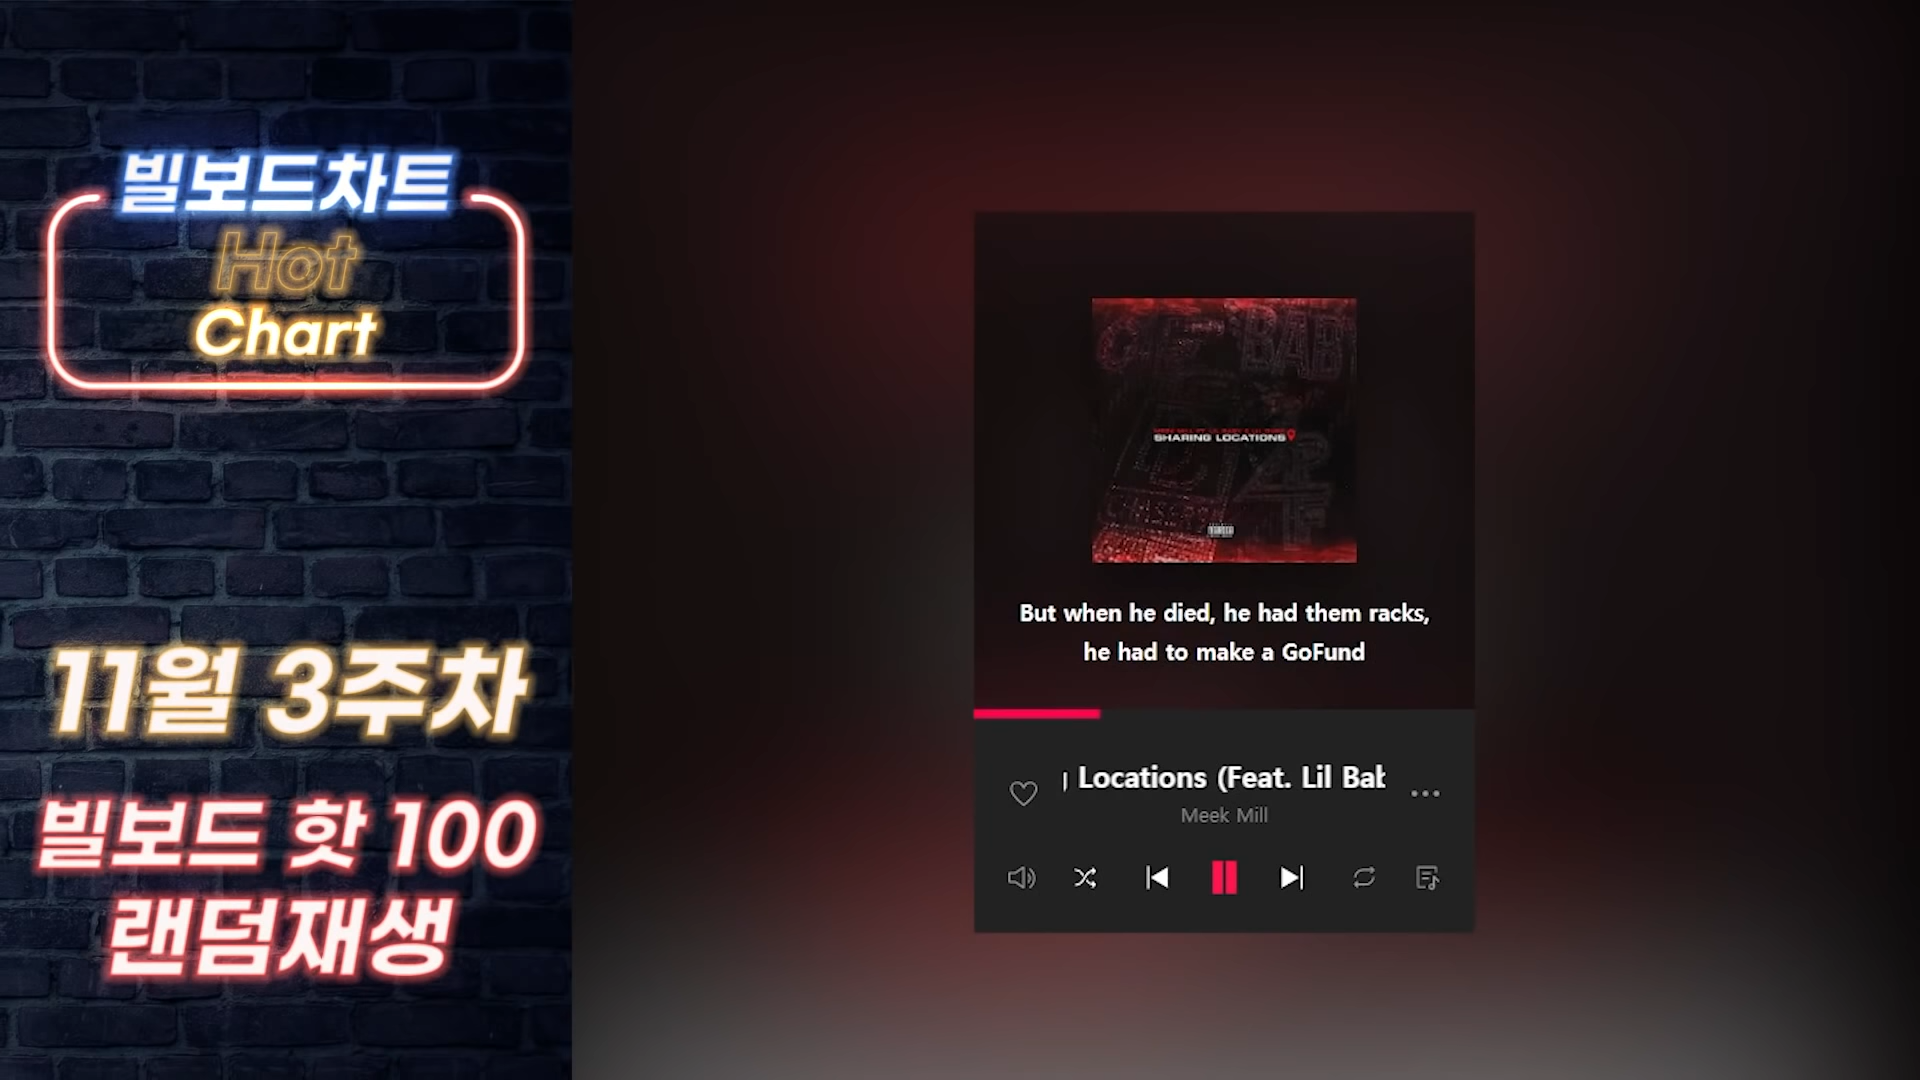 빌보드차트
Hot
Chart
11월 3주차
빌보드 핫 100
랜덤재생
SHARING LOCATIONS
But when he died, he had them racks,
he had to make a GoFund
Locations (Feat. Lil Bab
Meek Mill